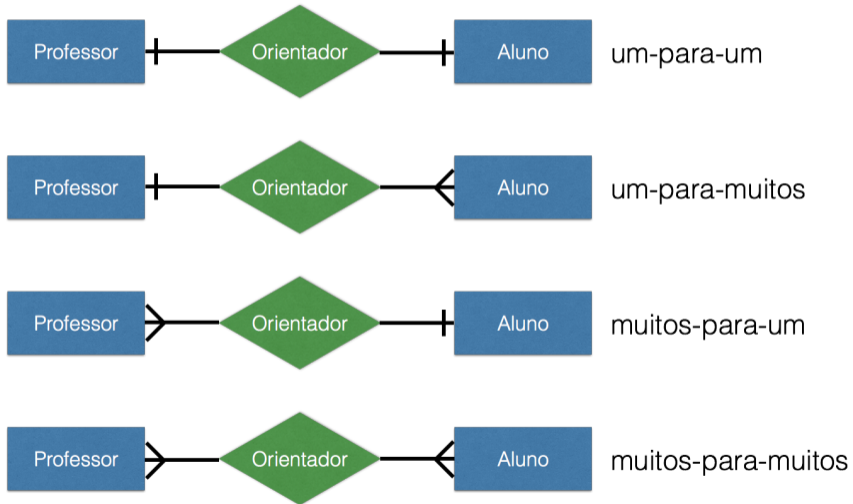 Professor Orientador Aluno um-para-um
Professor Orientador Aluno um-para-muitos
Professor Orientador Aluno muitos-para-um
Professor Orientador Aluno muitos-para-muitos